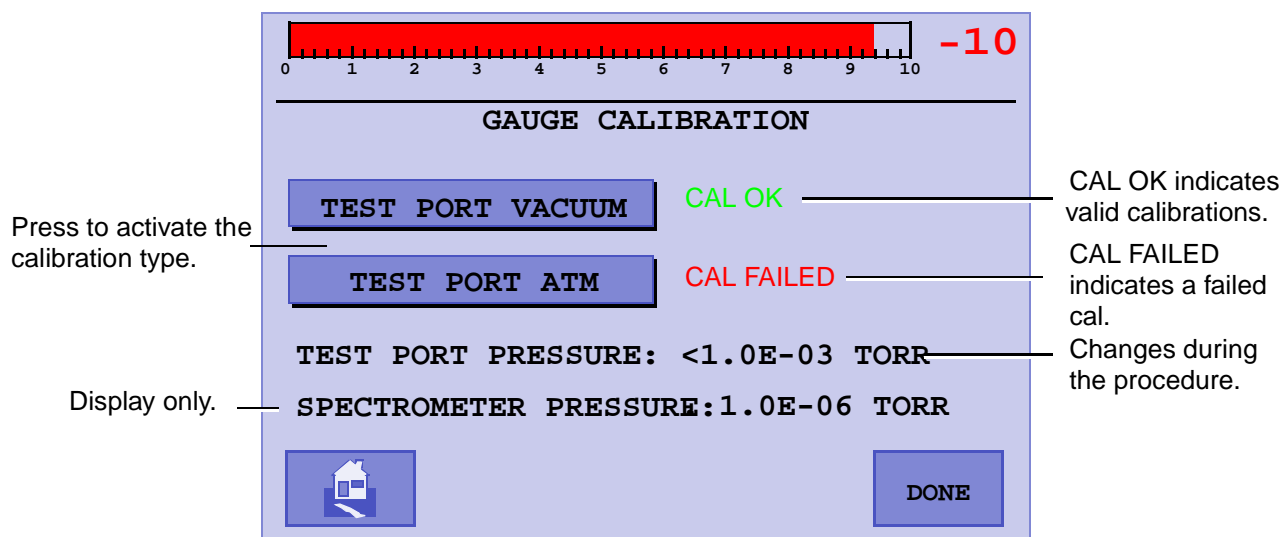 -10
0 1 2 3 4 5 6 7 8 9 10
GAUGE CALIBRATION
TEST PORT VACUUM
CAL OK
CAL OK indicates
valid calibrations.
Press to activate the
calibration type.
TEST PORT ATM
CAL FAILED
CAL FAILED
indicates a failed
cal.
TEST PORT PRESSURE: <1.0E-03 TORR
Changes during
the procedure.
Display only.
SPECTROMETER PRESSURE:1.0E-06 TORR
DONE